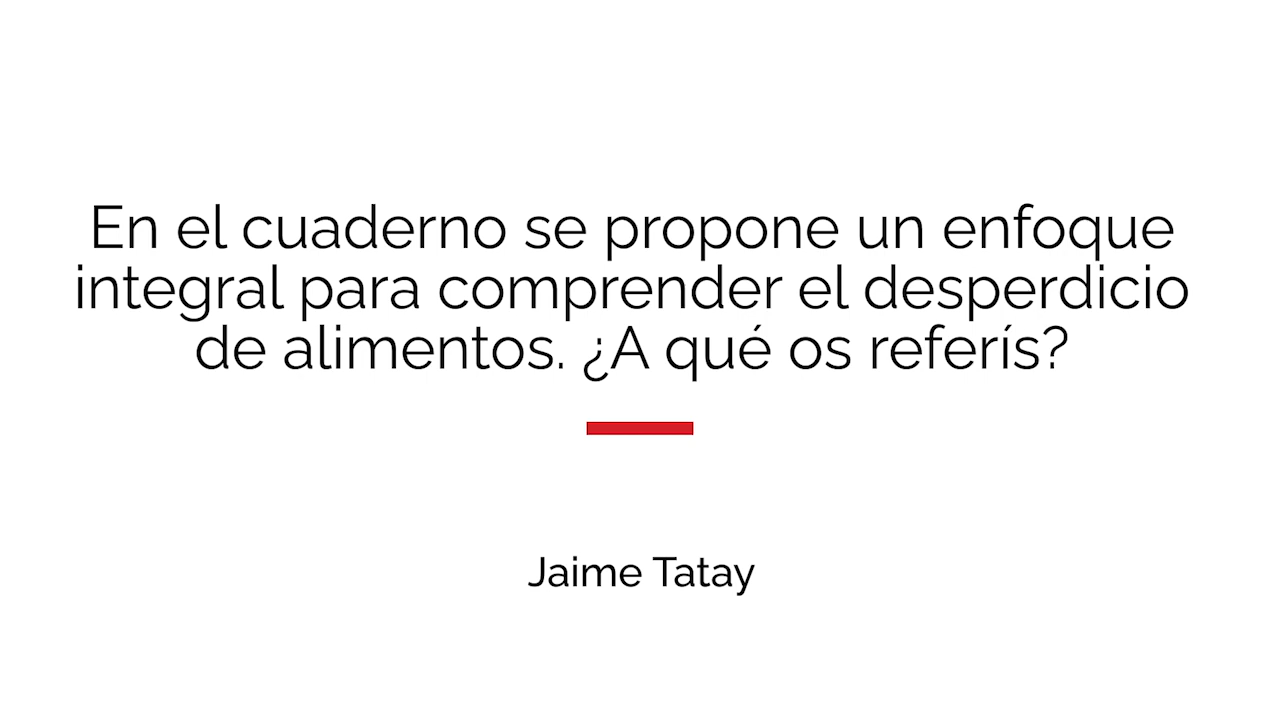 En el cuaderno se propone un enfoque
integral para comprender el desperdicio
de alimentos. ¿A qué os referís?
Jaime Tatay